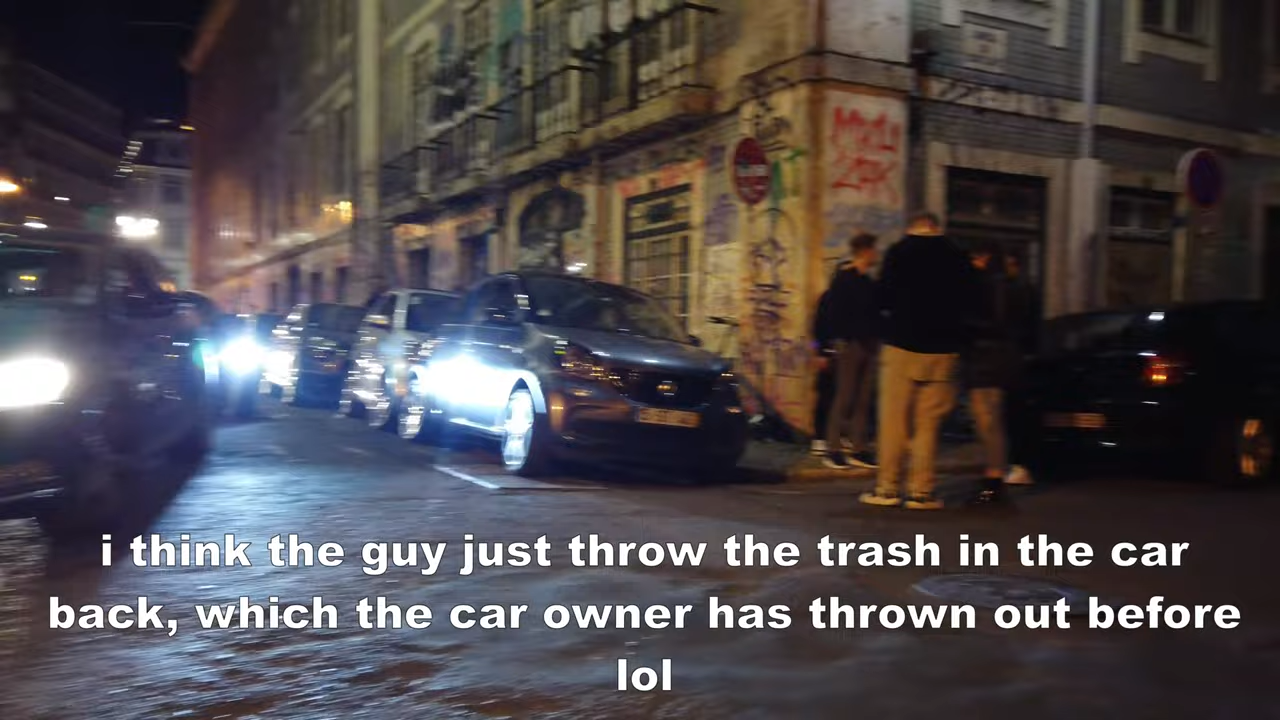 i think the guy just throw the trash in the car
back, which the car owner has thrown out before
lol